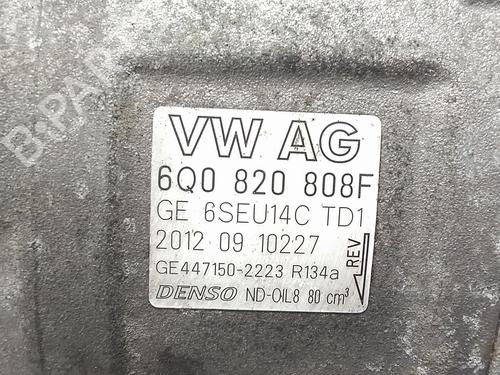 B-PAR
VW AG
6Q0 820 808F
GE 6SEU14C TD1
2012 09 10227
GE447150-2223 R134a
DENSO ND-OIL8 80 cm³
REV